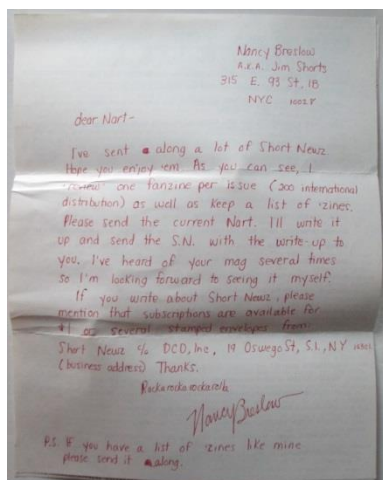 Nancy Breslow
A.K.A. Jim Shorts
315 E. 93 St, 1B
NYC 10028
dear Nart-
I've sent along a lot of Short Newz
Hope you enjoy 'em. As you can see, I
"review" one fanzine per issue (200 international
distribution) as well as keep a list of 'zines.
Please send the current Nart. I'll write it
up and send the S.N. with the write-up to
you. I've heard of your mag several times
so I'm looking forward to seeing it myself.
If you write about Short Newz, please
mention that subscriptions are available for
$1 or several stamped envelopes from
Short Newz c/o DCD, Inc, 19 Oswego St, S.I., NY
(business address) Thanks.
Rockarockarockarolla
Nancy Breslow
P.S. If you have a list of 'zines like mine
please send it along.